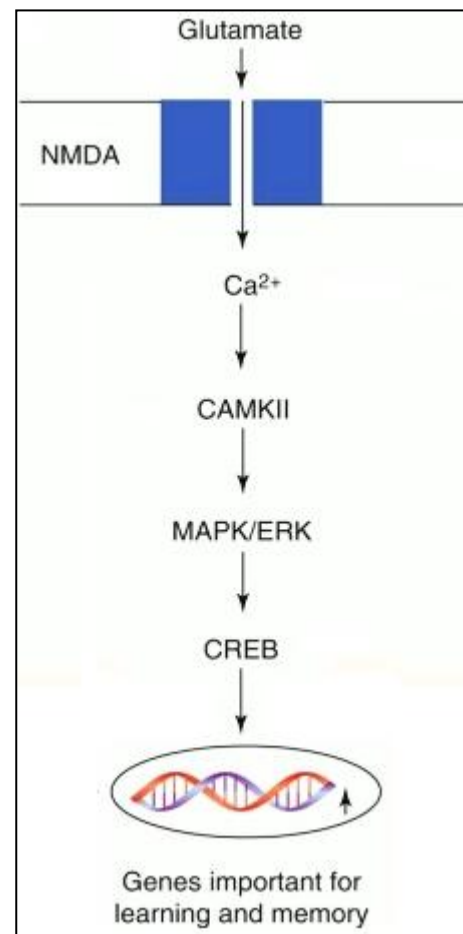 Glutamate
NMDA
Ca²⁺
CAMKII
MAPK/ERK
CREB
Genes important for
learning and memory